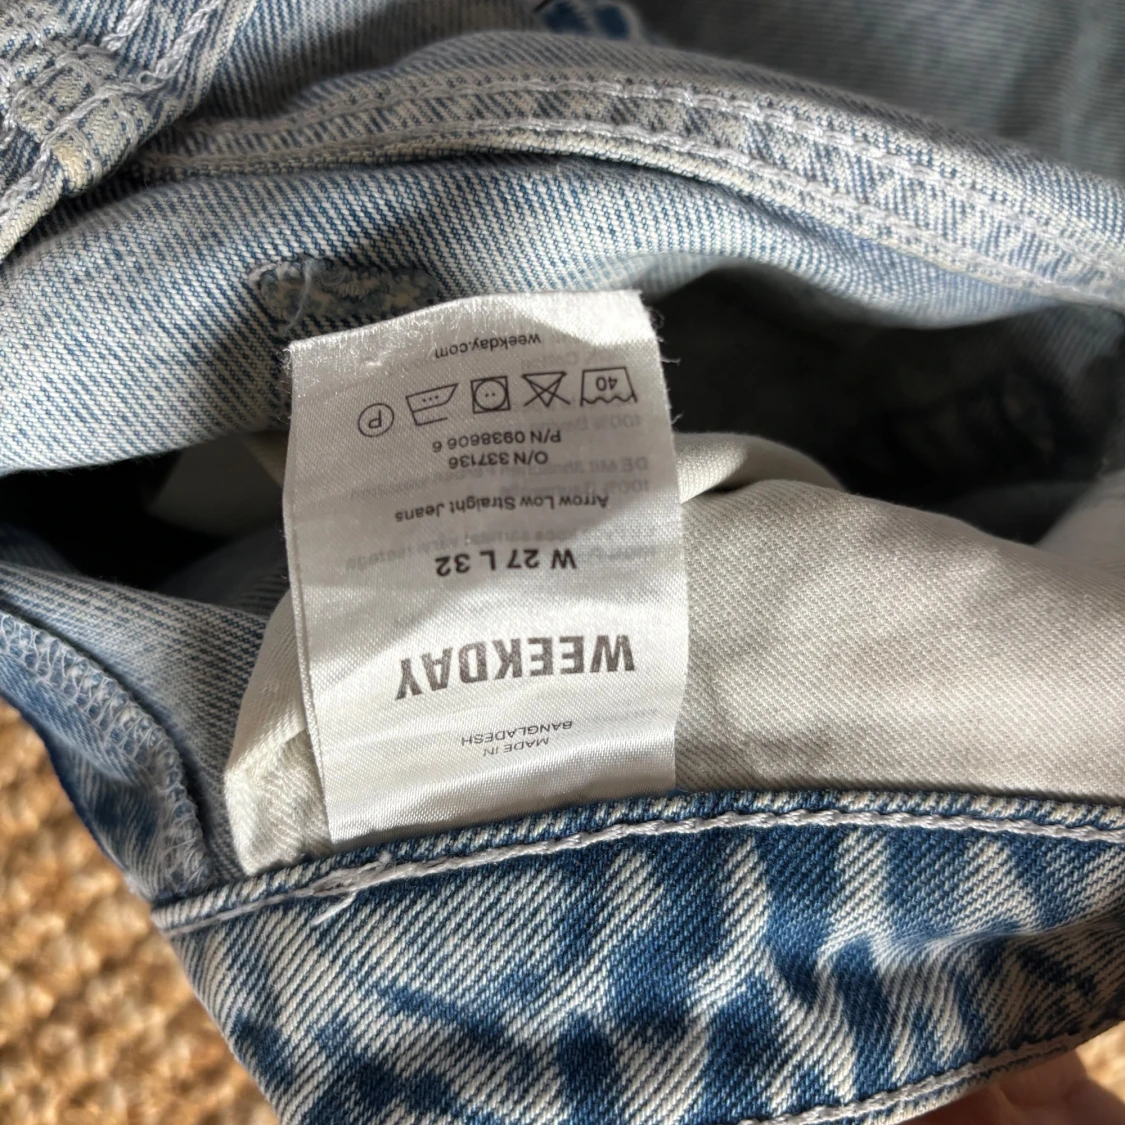 MADE IN
BANGLADESH
WEEKDAY
W 27 L 32
Arrow Low Straight Jeans
O/N 337136
P/N 0938606 6
40
P
weekday.com